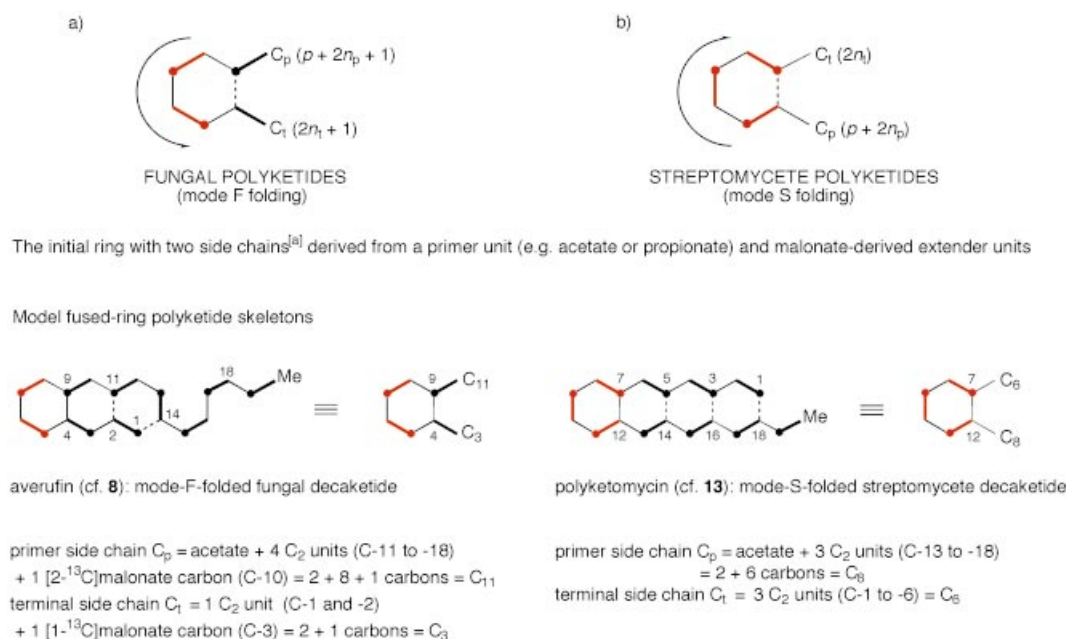 a)
b)
Cp (p + 2np + 1)
Ct (2nt + 1)
Ct (2nt)
Cp (p + 2np)
FUNGAL POLYKETIDES
(mode F folding)
STREPTOMYCETE POLYKETIDES
(mode S folding)
The initial ring with two side chains[a] derived from a primer unit (e.g. acetate or propionate) and malonate-derived extender units
Model fused-ring polyketide skeletons
9
11
18
Me
14
1
4
2
≡
9
C11
C3
4
7
5
3
1
Me
12
14
16
18
≡
7
C6
C8
12
averufin (cf. 8): mode-F-folded fungal decaketide
polyketomycin (cf. 13): mode-S-folded streptomycete decaketide
primer side chain Cp = acetate + 4 C2 units (C-11 to -18)
+ 1 [2-13C]malonate carbon (C-10) = 2 + 8 + 1 carbons = C11
terminal side chain Ct = 1 C2 unit (C-1 and -2)
+ 1 [1-13C]malonate carbon (C-3) = 2 + 1 carbons = C3
primer side chain Cp = acetate + 3 C2 units (C-13 to -18)
= 2 + 6 carbons = C8
terminal side chain Ct = 3 C2 units (C-1 to -6) = C6